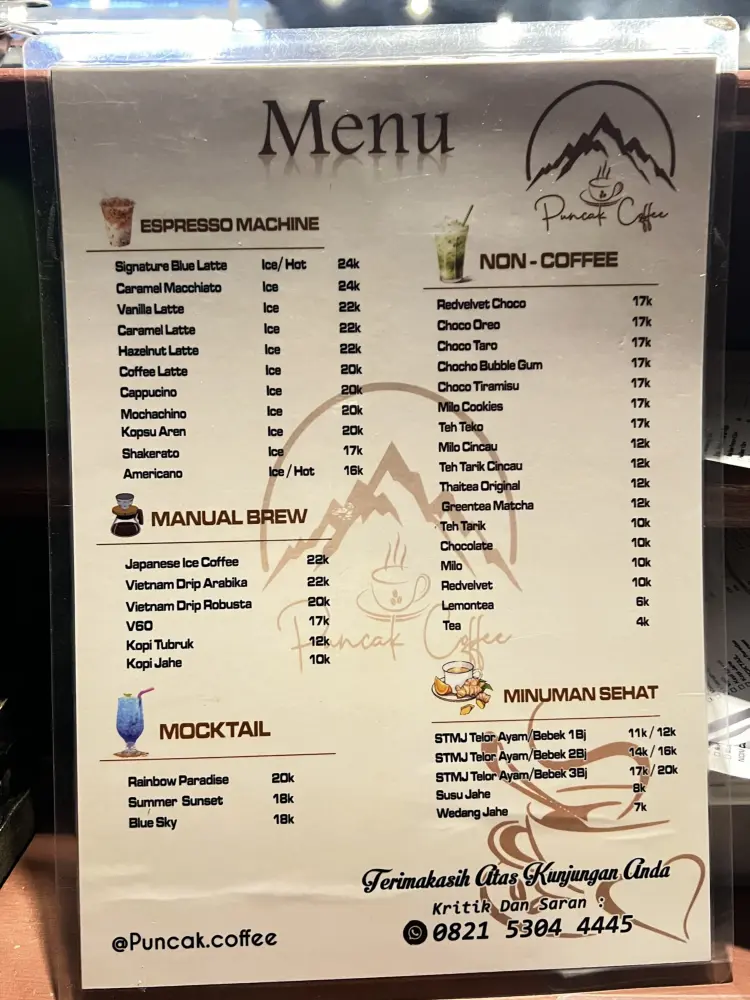 Menu
Puncak Coffee
ESPRESSO MACHINE
Signature Blue Latte Ice/Hot 24k
Caramel Macchiato Ice 24k
Vanilla Latte Ice 22k
Caramel Latte Ice 22k
Hazelnut Latte Ice 22k
Coffee Latte Ice 20k
Cappucino Ice 20k
Mochachino Ice 20k
Kopsu Aren Ice 20k
Shakerato Ice 17k
Americano Ice/Hot 16k
MANUAL BREW
Japanese Ice Coffee 22k
Vietnam Drip Arabika 22k
Vietnam Drip Robusta 20k
V60 17k
Kopi Tubruk 12k
Kopi Jahe 10k
MOCKTAIL
Rainbow Paradise 20k
Summer Sunset 18k
Blue Sky 18k
NON - COFFEE
Redvelvet Choco 17k
Choco Oreo 17k
Choco Taro 17k
Chocho Bubble Gum 17k
Choco Tiramisu 17k
Milo Cookies 17k
Teh Teko 17k
Milo Cincau 12k
Teh Tarik Cincau 12k
Thaitea Original 12k
Greentea Matcha 12k
Teh Tarik 10k
Chocolate 10k
Milo 10k
Redvelvet 10k
Lemontea 6k
Tea 4k
MINUMAN SEHAT
STMJ Telor Ayam/Bebek 1Bj 11k / 12k
STMJ Telor Ayam/Bebek 2Bj 14k / 16k
STMJ Telor Ayam/Bebek 3Bj 17k / 20k
Susu Jahe 8k
Wedang Jahe 7k
Puncak Coffee
Terimakasih Atas Kunjungan Anda
Kritik Dan Saran :
0821 5304 4445
@Puncak.coffee